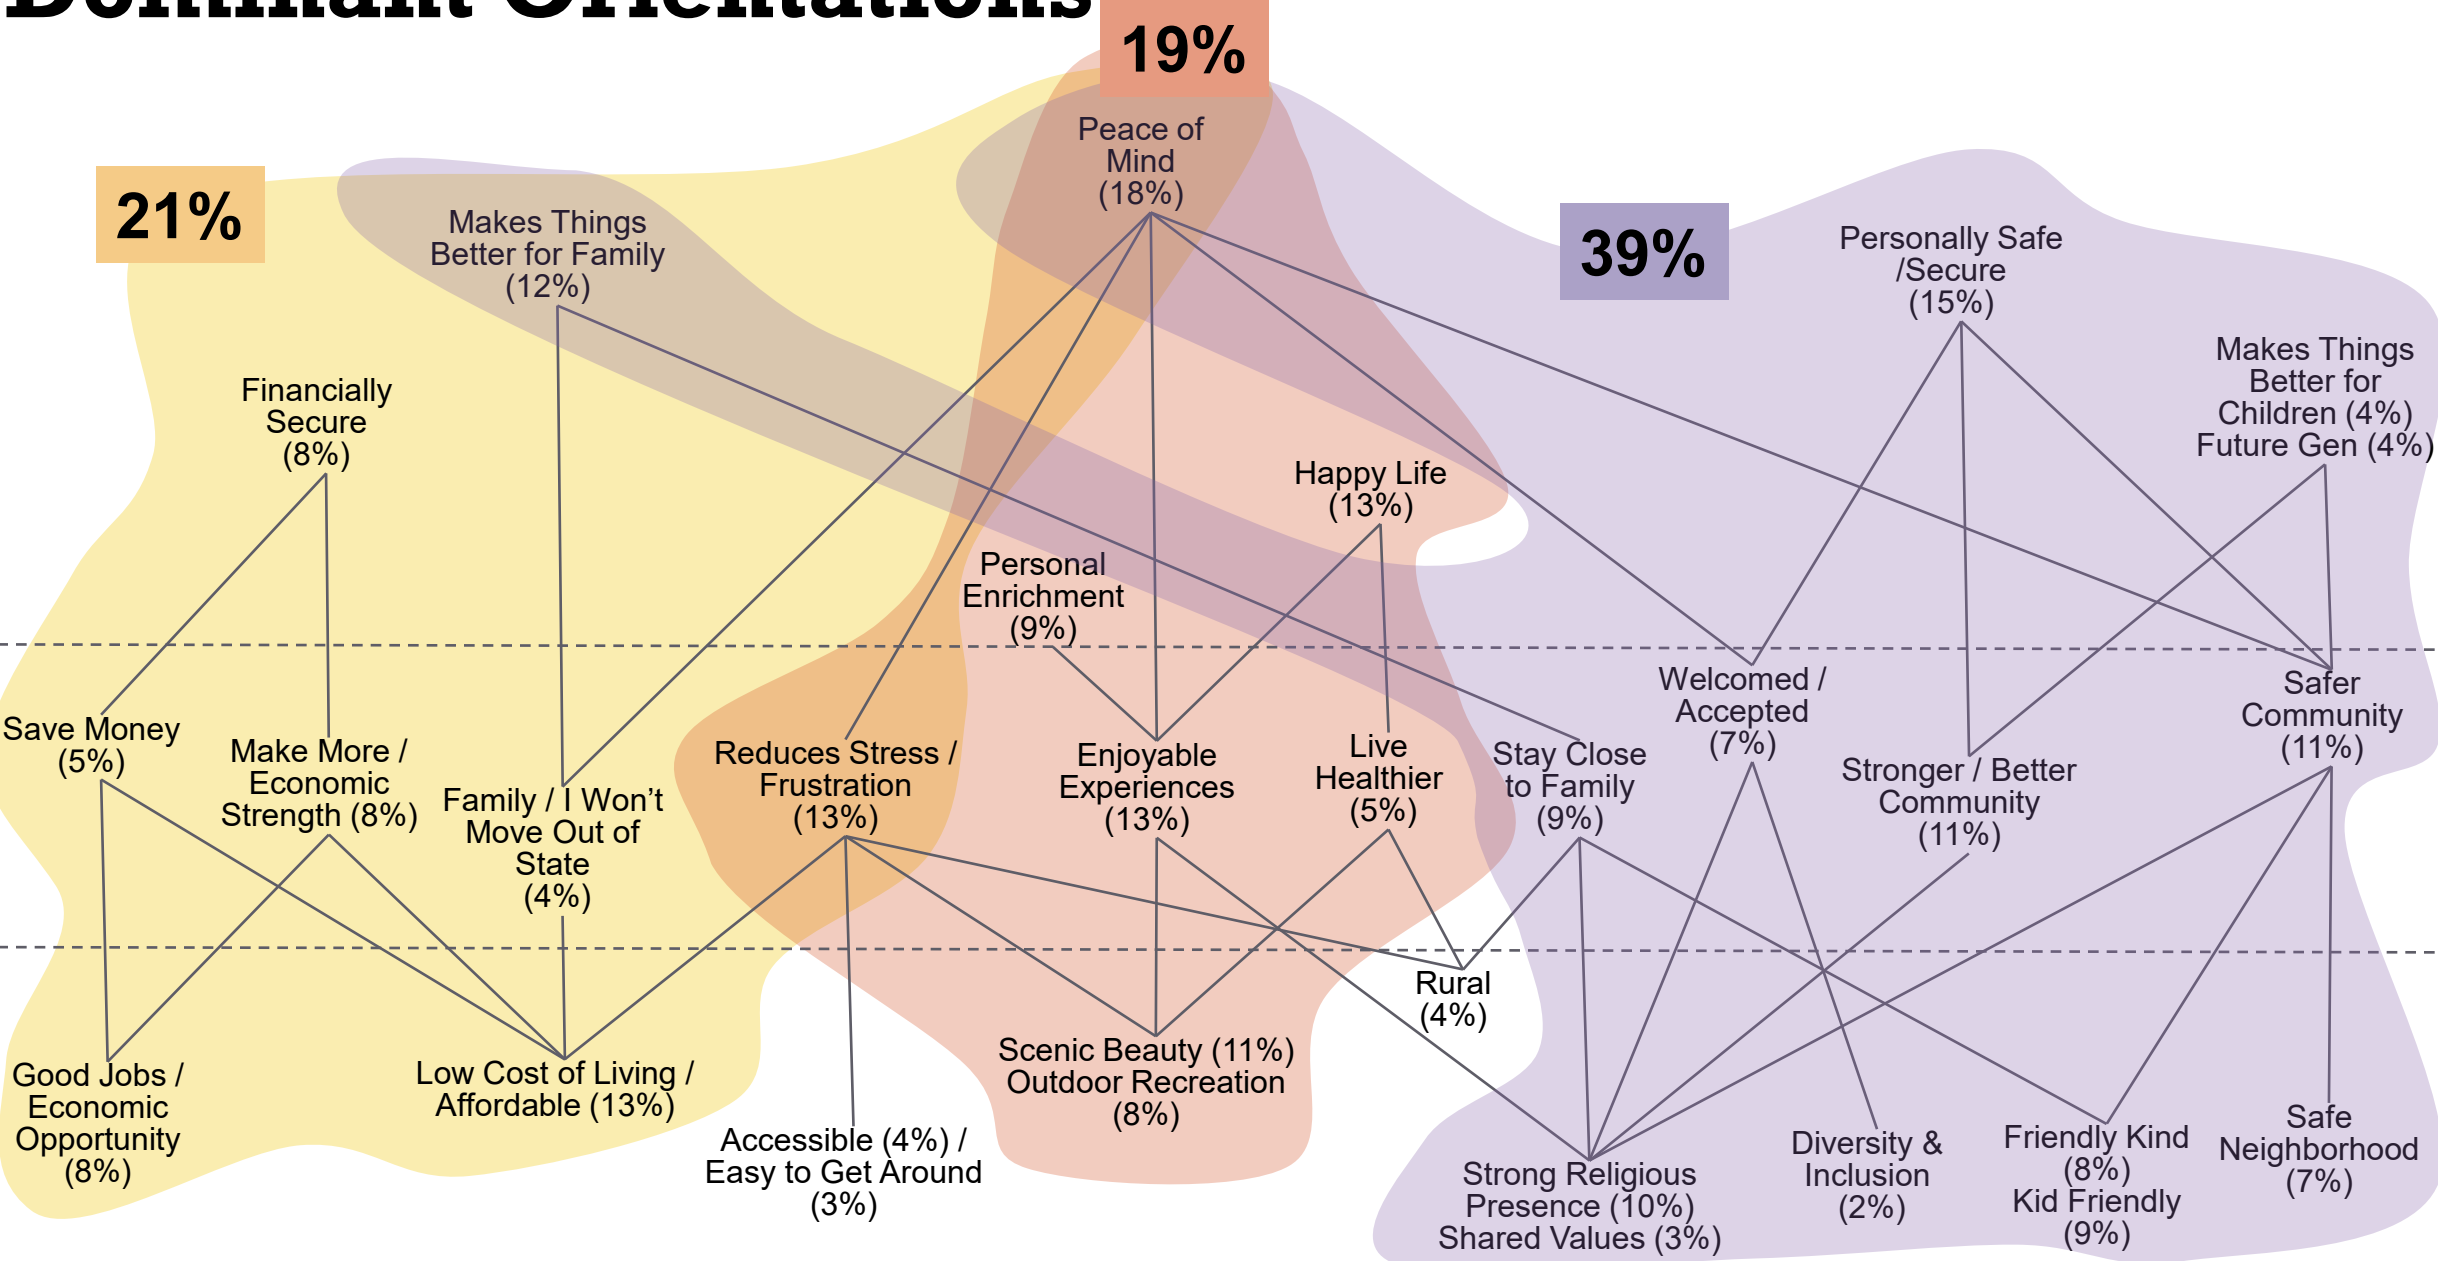 Dominant Orientations
19%
21%
39%
Peace of
Mind
(18%)
Makes Things
Better for Family
(12%)
Personally Safe
/Secure
(15%)
Makes Things
Better for
Children (4%)
Future Gen (4%)
Financially
Secure
(8%)
Happy Life
(13%)
Personal
Enrichment
(9%)
Save Money
(5%)
Make More /
Economic
Strength (8%)
Family / I Won’t
Move Out of
State
(4%)
Reduces Stress /
Frustration
(13%)
Enjoyable
Experiences
(13%)
Live
Healthier
(5%)
Stay Close
to Family
(9%)
Welcomed /
Accepted
(7%)
Stronger / Better
Community
(11%)
Safer
Community
(11%)
Good Jobs /
Economic
Opportunity
(8%)
Low Cost of Living /
Affordable (13%)
Accessible (4%) /
Easy to Get Around
(3%)
Scenic Beauty (11%)
Outdoor Recreation
(8%)
Rural
(4%)
Strong Religious
Presence (10%)
Shared Values (3%)
Diversity &
Inclusion
(2%)
Friendly Kind
(8%)
Kid Friendly
(9%)
Safe
Neighborhood
(7%)